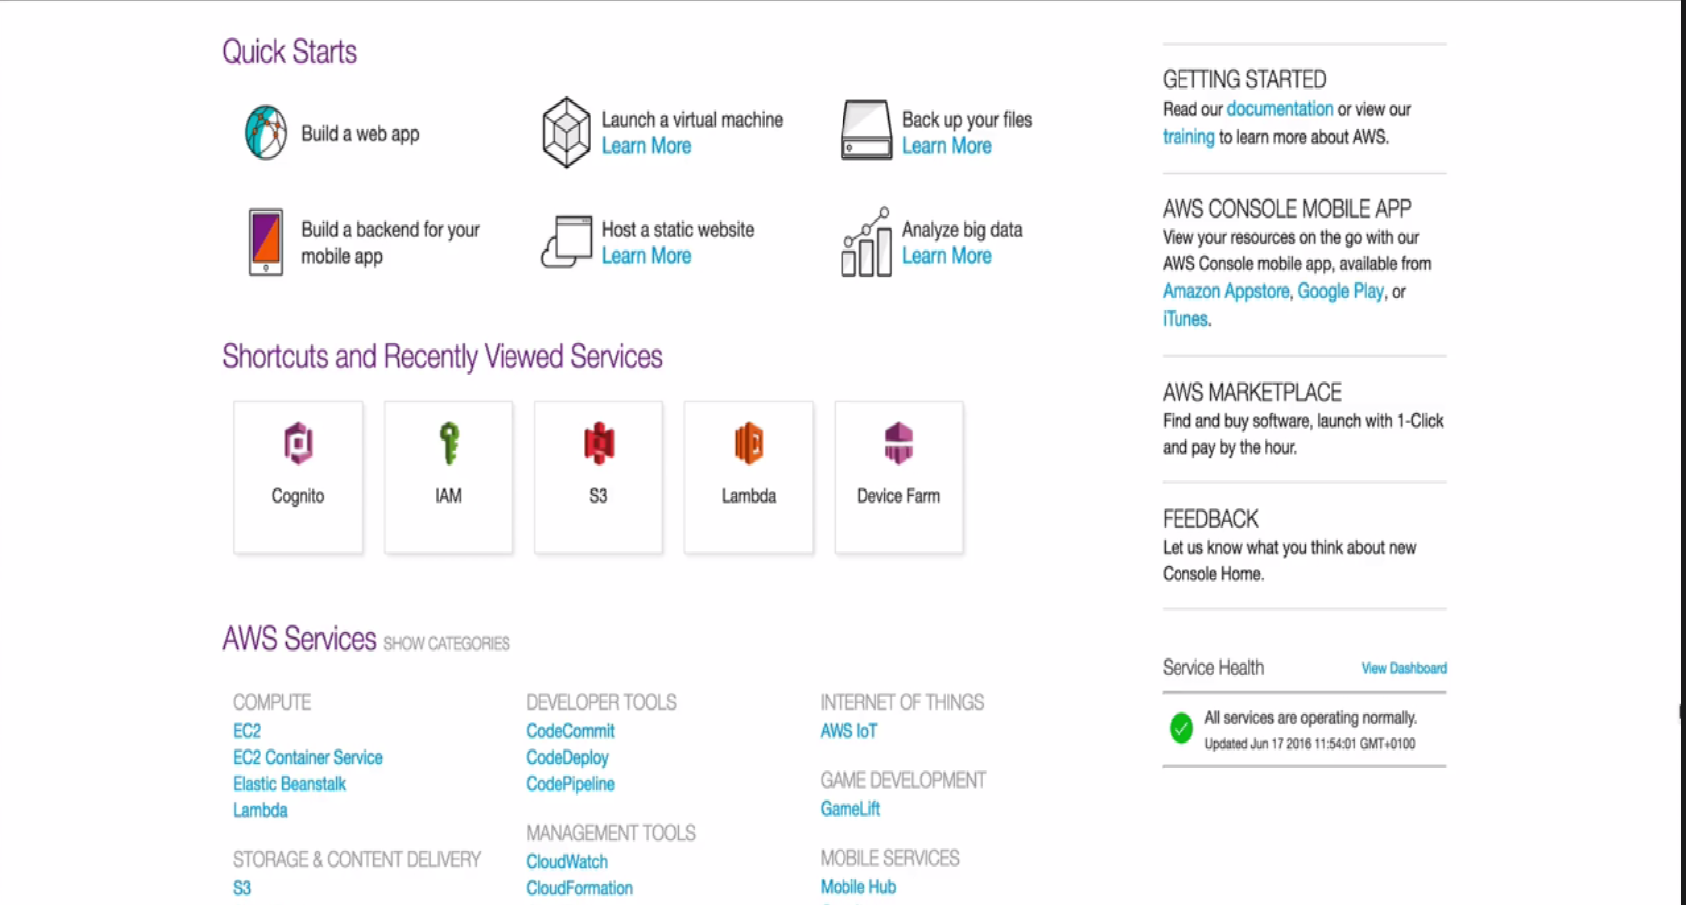 Quick Starts
Build a web app
Launch a virtual machine
Learn More
Back up your files
Learn More
Build a backend for your
mobile app
Host a static website
Learn More
Analyze big data
Learn More
Shortcuts and Recently Viewed Services
Cognito
IAM
S3
Lambda
Device Farm
AWS Services SHOW CATEGORIES
COMPUTE
EC2
EC2 Container Service
Elastic Beanstalk
Lambda
STORAGE & CONTENT DELIVERY
S3
DEVELOPER TOOLS
CodeCommit
CodeDeploy
CodePipeline
MANAGEMENT TOOLS
CloudWatch
CloudFormation
INTERNET OF THINGS
AWS IoT
GAME DEVELOPMENT
GameLift
MOBILE SERVICES
Mobile Hub
GETTING STARTED
Read our documentation or view our
training to learn more about AWS.
AWS CONSOLE MOBILE APP
View your resources on the go with our
AWS Console mobile app, available from
Amazon Appstore, Google Play, or
iTunes.
AWS MARKETPLACE
Find and buy software, launch with 1-Click
and pay by the hour.
FEEDBACK
Let us know what you think about new
Console Home.
Service Health
View Dashboard
All services are operating normally.
Updated Jun 17 2016 11:54:01 GMT+0100